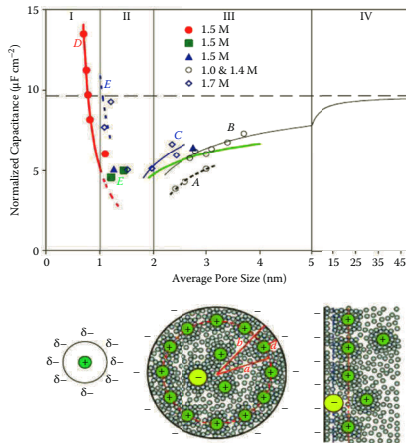 I II III IV
15
10
5
0
Normalized Capacitance (μF cm⁻²)
1.5 M
1.5 M
1.5 M
1.0 & 1.4 M
1.7 M
D
E
E
C
B
A
0 1 2 3 4 5 15 25 35 45
Average Pore Size (nm)
δ– δ– δ–
δ– + δ–
δ– δ– δ–
b
d
a